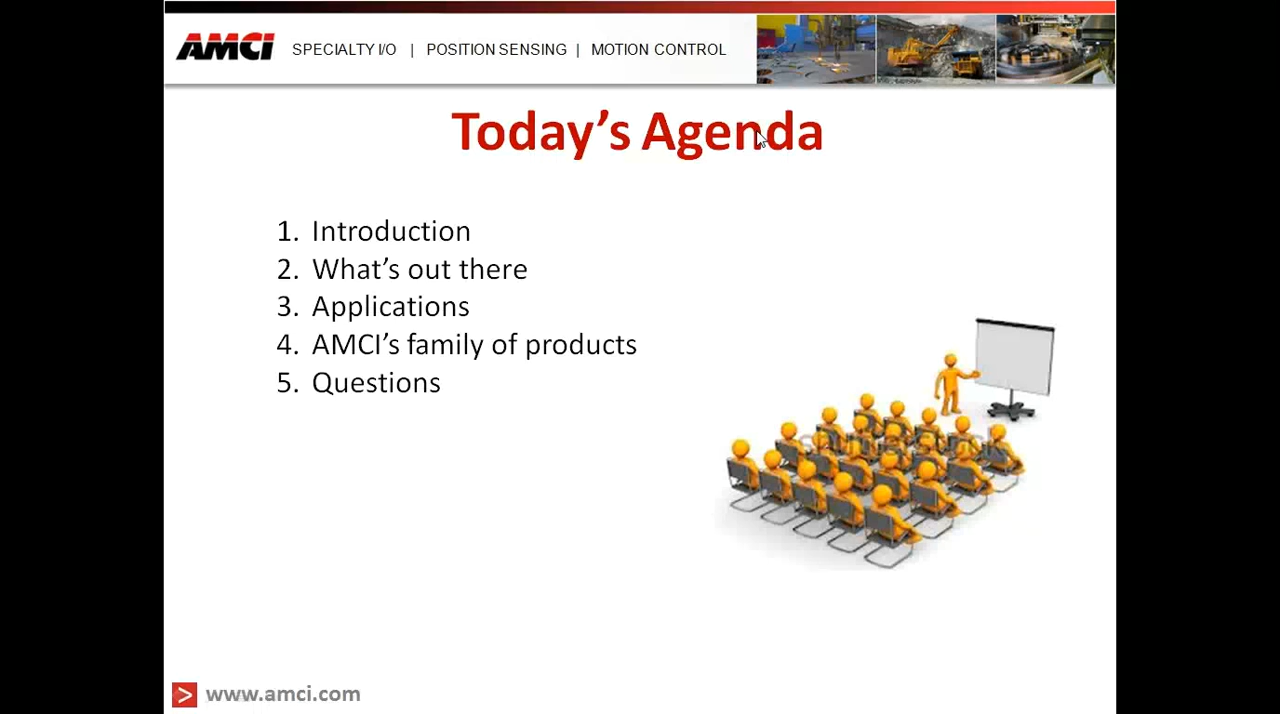 AMCI SPECIALTY I/O | POSITION SENSING | MOTION CONTROL
Today’s Agenda
1. Introduction
2. What’s out there
3. Applications
4. AMCI’s family of products
5. Questions
shutterstock
> www.amci.com